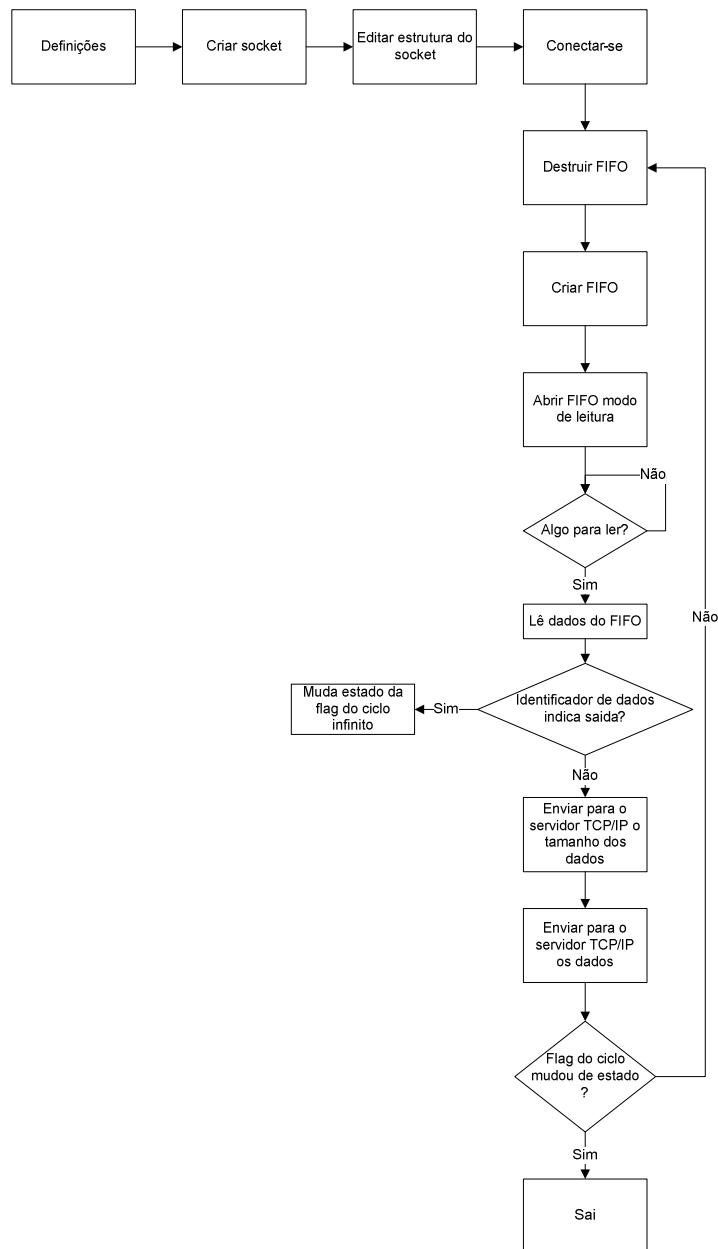 Definições
Criar socket
Editar estrutura do
socket
Conectar-se
Destruir FIFO
Criar FIFO
Abrir FIFO modo
de leitura
Não
Algo para ler?
Sim
Lê dados do FIFO
Não
Identificador de dados
indica saida?
Sim
Muda estado da
flag do ciclo
infinito
Não
Enviar para o
servidor TCP/IP o
tamanho dos
dados
Enviar para o
servidor TCP/IP
os dados
Flag do ciclo
mudou de estado
?
Sim
Sai